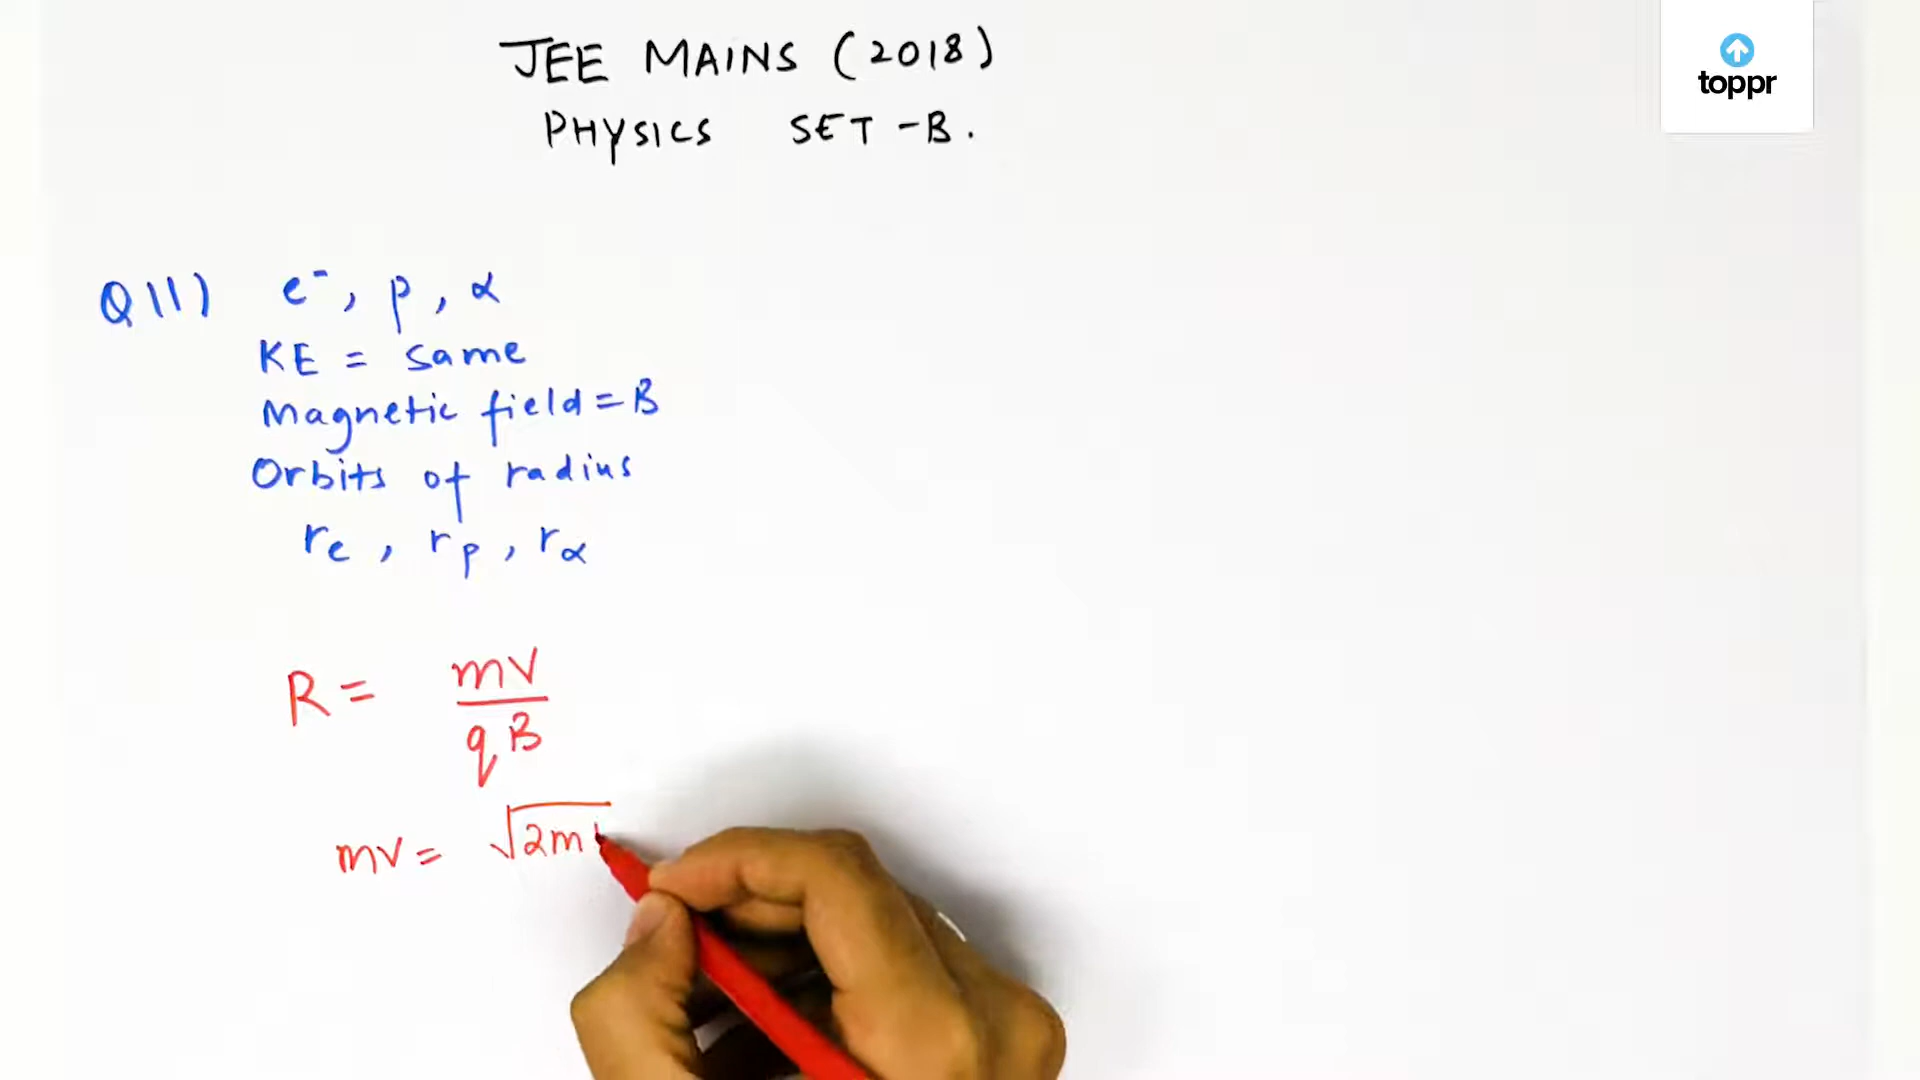 JEE MAINS (2018)
PHYSICS SET -B.
toppr
Q11) e⁻, p, α
KE = same
Magnetic field = B
Orbits of radius
re, rp, rα
R = mv / qB
mv = √2m